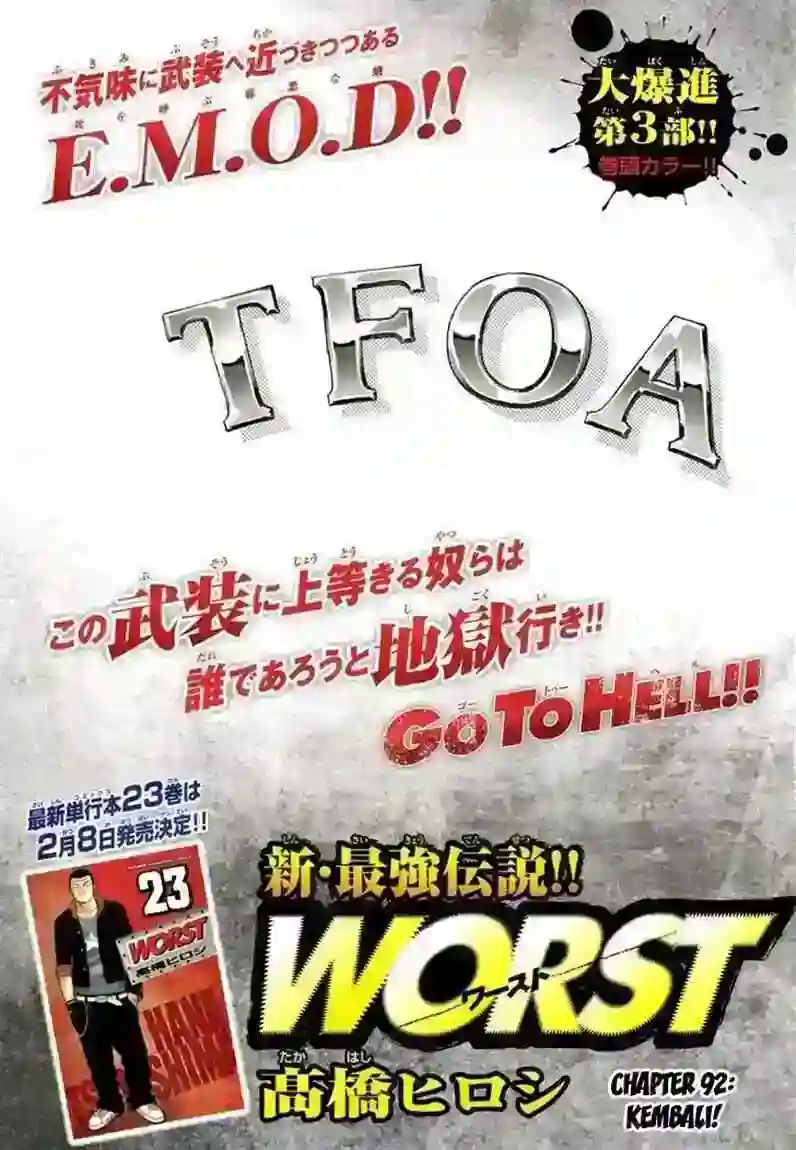 不気味に武装へ近づきつつある
E.M.O.D!!
大爆進
第3部!!
巻頭カラー!!
TFOA
この武装に上等きる奴らは
誰であろうと地獄行き!!
GO TO HELL!!
最新単行本23巻は
2月8日発売決定!!
23
WORST
髙橋ヒロシ
新・最強伝説!!
WORST
ワースト
髙橋ヒロシ
CHAPTER 92:
KEMBALI!